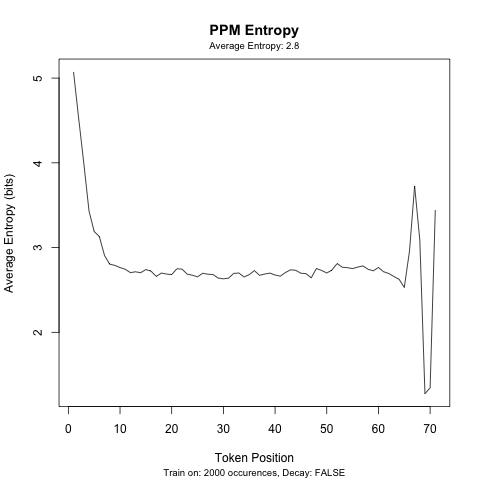 PPM Entropy
Average Entropy: 2.8
Average Entropy (bits)
5
4
3
2
0 10 20 30 40 50 60 70
Token Position
Train on: 2000 occurences, Decay: FALSE